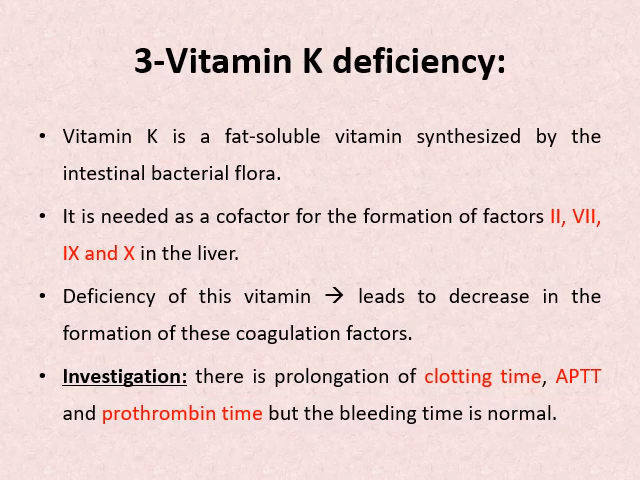 3-Vitamin K deficiency:
• Vitamin K is a fat-soluble vitamin synthesized by the
intestinal bacterial flora.
• It is needed as a cofactor for the formation of factors II, VII,
IX and X in the liver.
• Deficiency of this vitamin → leads to decrease in the
formation of these coagulation factors.
• Investigation: there is prolongation of clotting time, APTT
and prothrombin time but the bleeding time is normal.